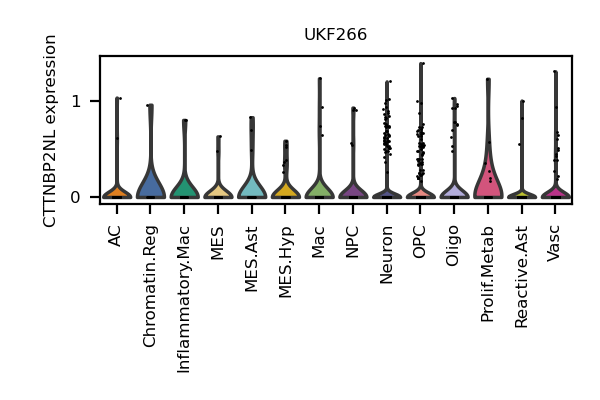 UKF266
CTTNBP2NL expression
1
0
AC
Chromatin.Reg
Inflammatory.Mac
MES
MES.Ast
MES.Hyp
Mac
NPC
Neuron
OPC
Oligo
Prolif.Metab
Reactive.Ast
Vasc